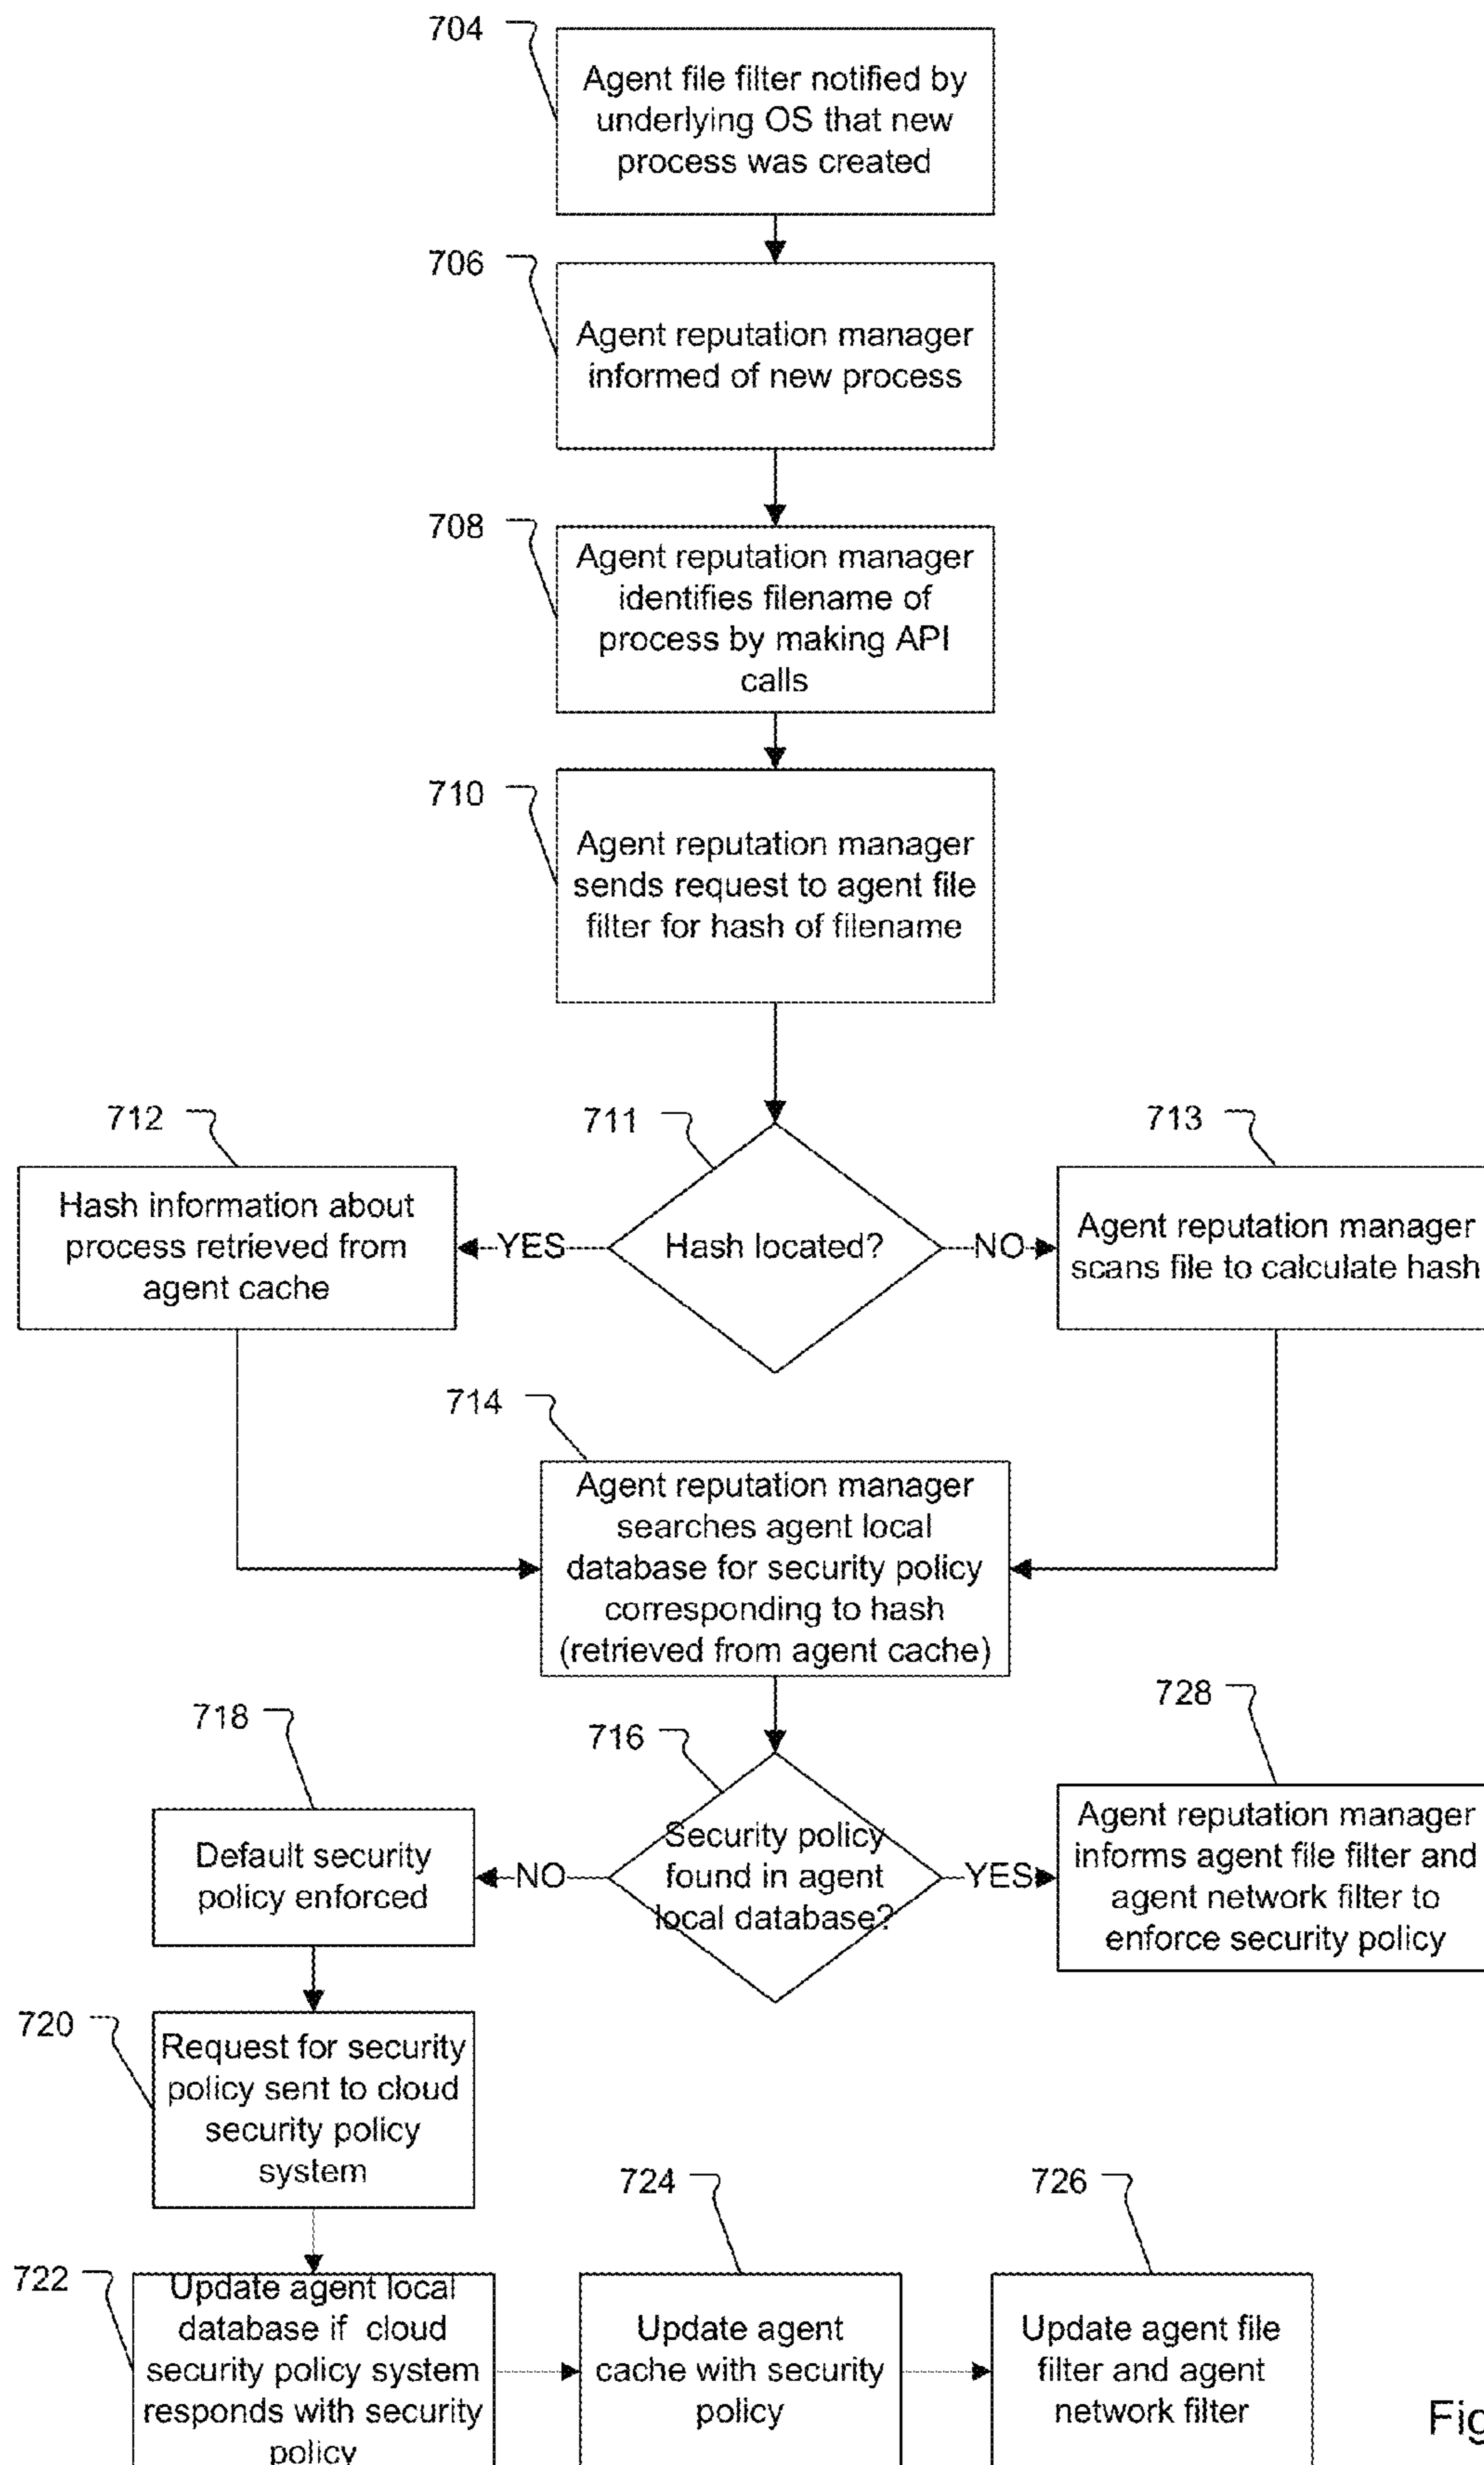 704
Agent file filter notified by
underlying OS that new
process was created
706
Agent reputation manager
informed of new process
708
Agent reputation manager
identifies filename of
process by making API
calls
710
Agent reputation manager
sends request to agent file
filter for hash of filename
712
711
713
Hash information about
process retrieved from
agent cache
YES
Hash located?
NO
Agent reputation manager
scans file to calculate hash
714
Agent reputation manager
searches agent local
database for security policy
corresponding to hash
(retrieved from agent cache)
718
716
728
Default security
policy enforced
NO
Security policy
found in agent
local database?
YES
Agent reputation manager
informs agent file filter and
agent network filter to
enforce security policy
720
Request for security
policy sent to cloud
security policy
system
722
724
726
Update agent local
database if cloud
security policy system
responds with security
policy
Update agent
cache with security
policy
Update agent file
filter and agent
network filter
Fig